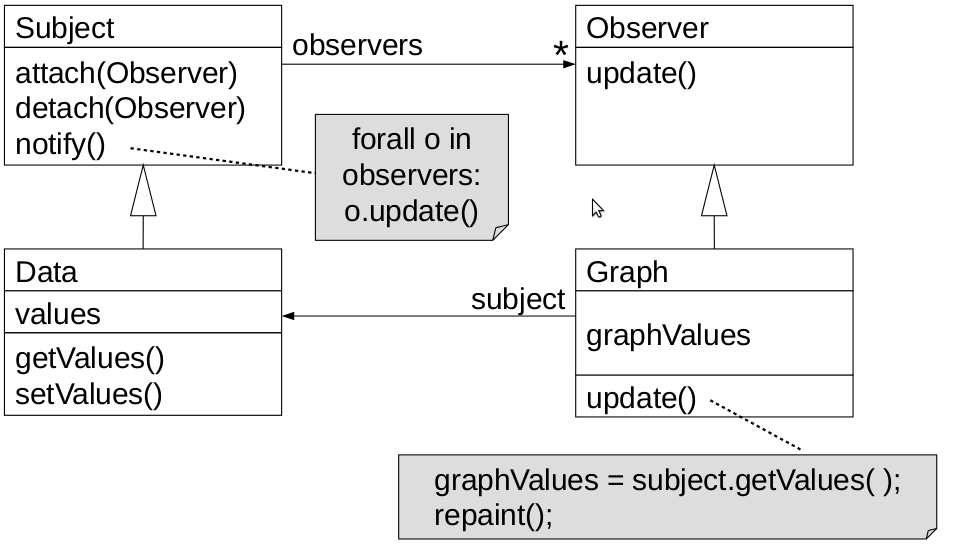 Subject
attach(Observer)
detach(Observer)
notify()
observers
*
Observer
update()
forall o in
observers:
o.update()
Data
values
getValues()
setValues()
subject
Graph
graphValues
update()
graphValues = subject.getValues( );
repaint();